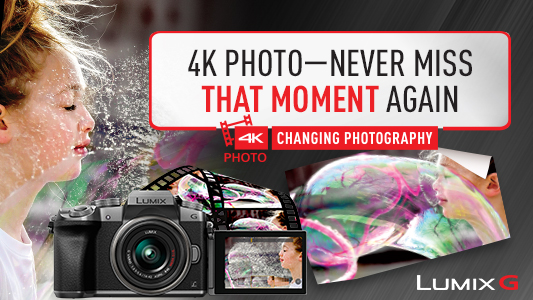 4K PHOTO—NEVER MISS
THAT MOMENT AGAIN
4K
PHOTO
CHANGING PHOTOGRAPHY
LUMIX
LUMIX G